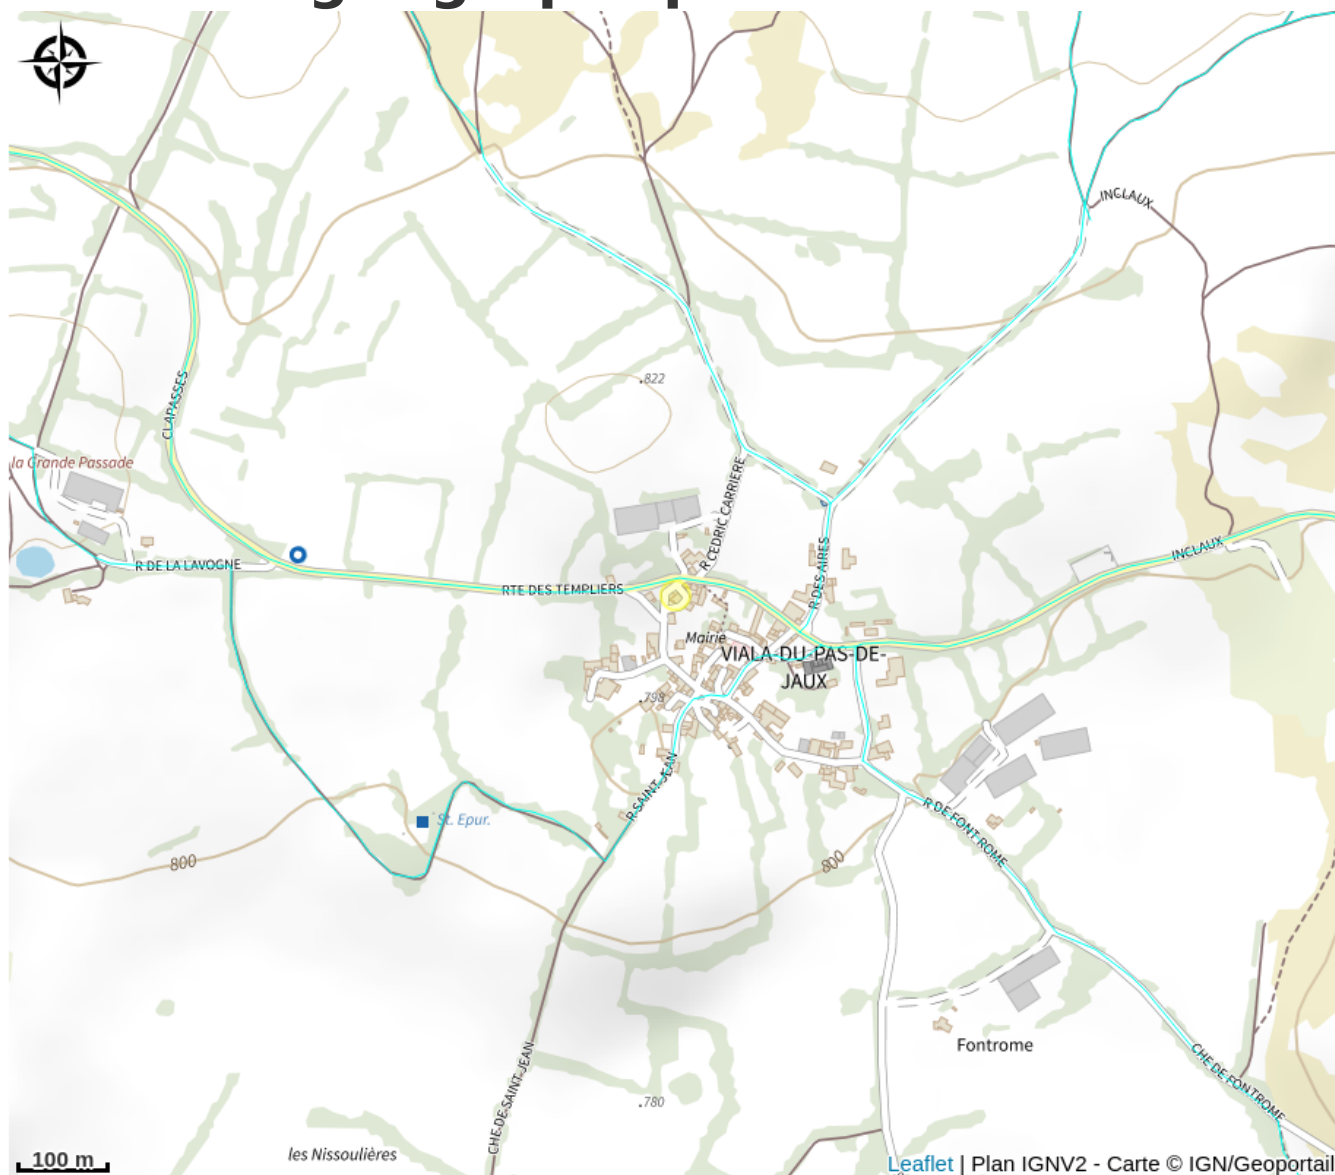 INCLAUX
822
CLAPASSES
la Grande Passade
R CEDRIC CARRIERE
R DES AIRES
INCLAUX
R DE LA LAVOGNE
RTE DES TEMPLIERS
Mairie
VIALA-DU-PAS-DE-
JAUX
798
R SAINT-JEAN
St. Epur.
R DE FONT ROME
800
800
Fontrome
CHE DE FONTROME
CHE-DE-SAINT-JEAN
780
les Nissoulières
100 m
Leaflet | Plan IGNV2 - Carte © IGN/Geoportail